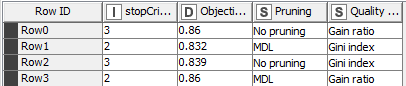 Row ID I stopCri... D Objecti... S Pruning S Quality ...
Row0 3 0.86 No pruning Gain ratio
Row1 2 0.832 MDL Gini index
Row2 3 0.839 No pruning Gini index
Row3 2 0.86 MDL Gain ratio